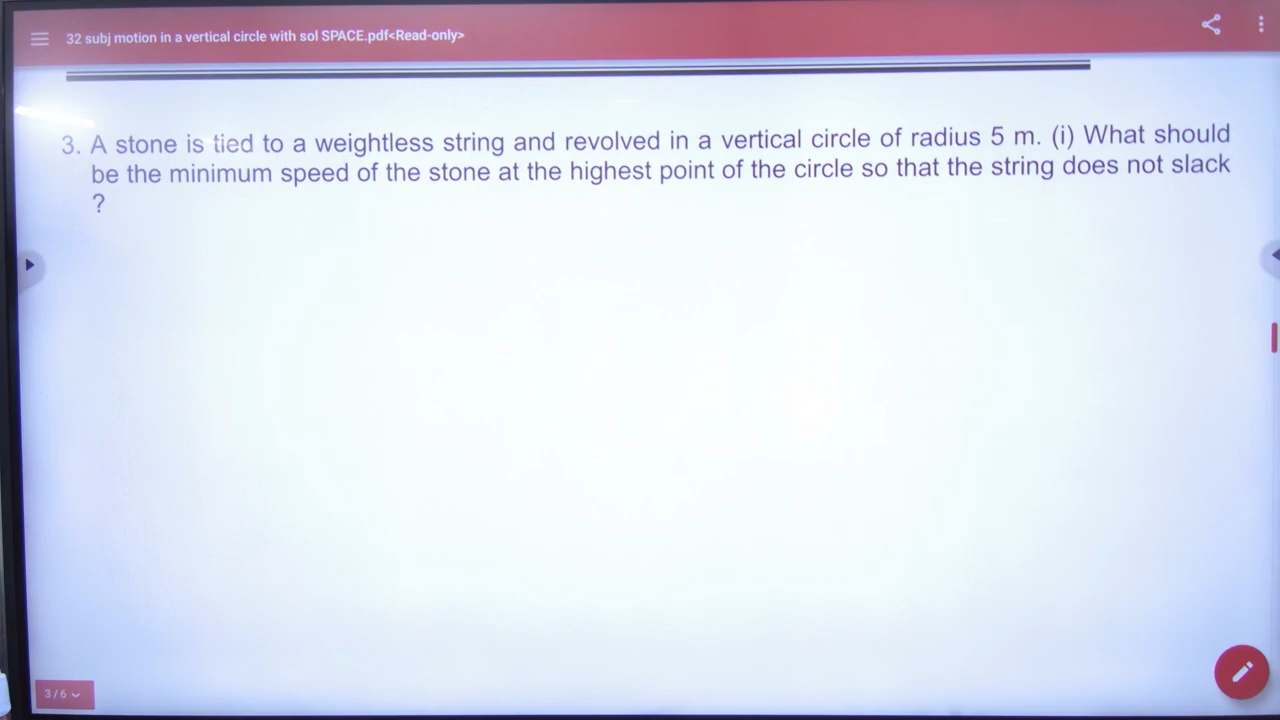 32 subj motion in a vertical circle with sol SPACE.pdf<Read-only>
3. A stone is tied to a weightless string and revolved in a vertical circle of radius 5 m. (i) What should
be the minimum speed of the stone at the highest point of the circle so that the string does not slack
?
3/6